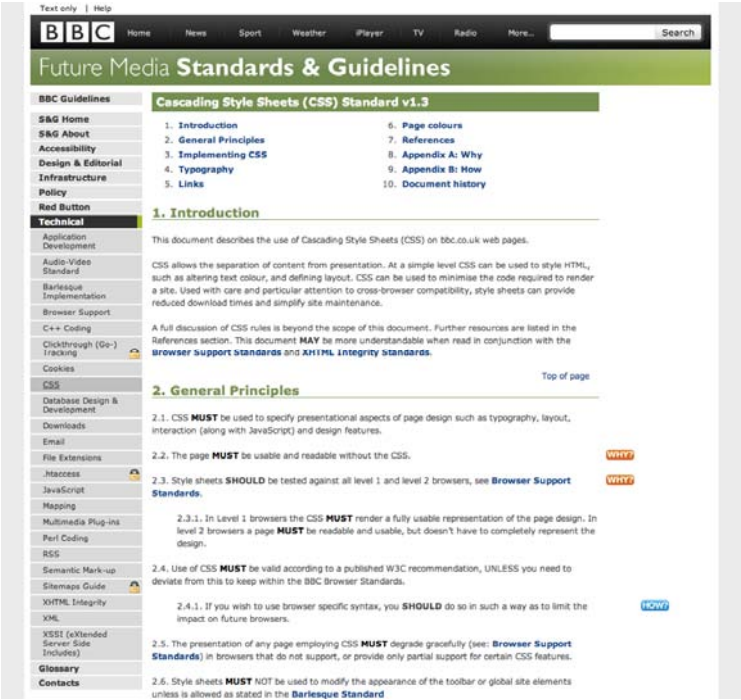 Text only | Help
BBC Home News Sport Weather iPlayer TV Radio More... Search
Future Media Standards & Guidelines
BBC Guidelines
S&G Home
S&G About
Accessibility
Design & Editorial
Infrastructure
Policy
Red Button
Technical
Application
Development
Audio-Video
Standard
Barlesque
Implementation
Browser Support
C++ Coding
Clickthrough (Go-)
Tracking
Cookies
CSS
Database Design &
Development
Downloads
Email
File Extensions
.htaccess
JavaScript
Mapping
Multimedia Plug-ins
Perl Coding
RSS
Semantic Mark-up
Sitemaps Guide
XHTML Integrity
XML
XSSI (eXtended
Server Side
Includes)
Glossary
Contacts
Cascading Style Sheets (CSS) Standard v1.3
1. Introduction
2. General Principles
3. Implementing CSS
4. Typography
5. Links
6. Page colours
7. References
8. Appendix A: Why
9. Appendix B: How
10. Document history
1. Introduction
This document describes the use of Cascading Style Sheets (CSS) on bbc.co.uk web pages.
CSS allows the separation of content from presentation. At a simple level CSS can be used to style HTML,
such as altering text colour, and defining layout. CSS can be used to minimise the code required to render
a site. Used with care and particular attention to cross-browser compatibility, style sheets can provide
reduced download times and simplify site maintenance.
A full discussion of CSS rules is beyond the scope of this document. Further resources are listed in the
References section. This document MAY be more understandable when read in conjunction with the
Browser Support Standards and XHTML Integrity Standards.
Top of page
2. General Principles
2.1. CSS MUST be used to specify presentational aspects of page design such as typography, layout,
interaction (along with JavaScript) and design features.
2.2. The page MUST be usable and readable without the CSS.
WHY?
2.3. Style sheets SHOULD be tested against all level 1 and level 2 browsers, see Browser Support
Standards.
WHY?
2.3.1. In Level 1 browsers the CSS MUST render a fully usable representation of the page design. In
level 2 browsers a page MUST be readable and usable, but doesn't have to completely represent the
design.
2.4. Use of CSS MUST be valid according to a published W3C recommendation, UNLESS you need to
deviate from this to keep within the BBC Browser Standards.
2.4.1. If you wish to use browser specific syntax, you SHOULD do so in such a way as to limit the
impact on future browsers.
HOW?
2.5. The presentation of any page employing CSS MUST degrade gracefully (see: Browser Support
Standards) in browsers that do not support, or provide only partial support for certain CSS features.
2.6. Style sheets MUST NOT be used to modify the appearance of the toolbar or global site elements
unless is allowed as stated in the Barlesque Standard